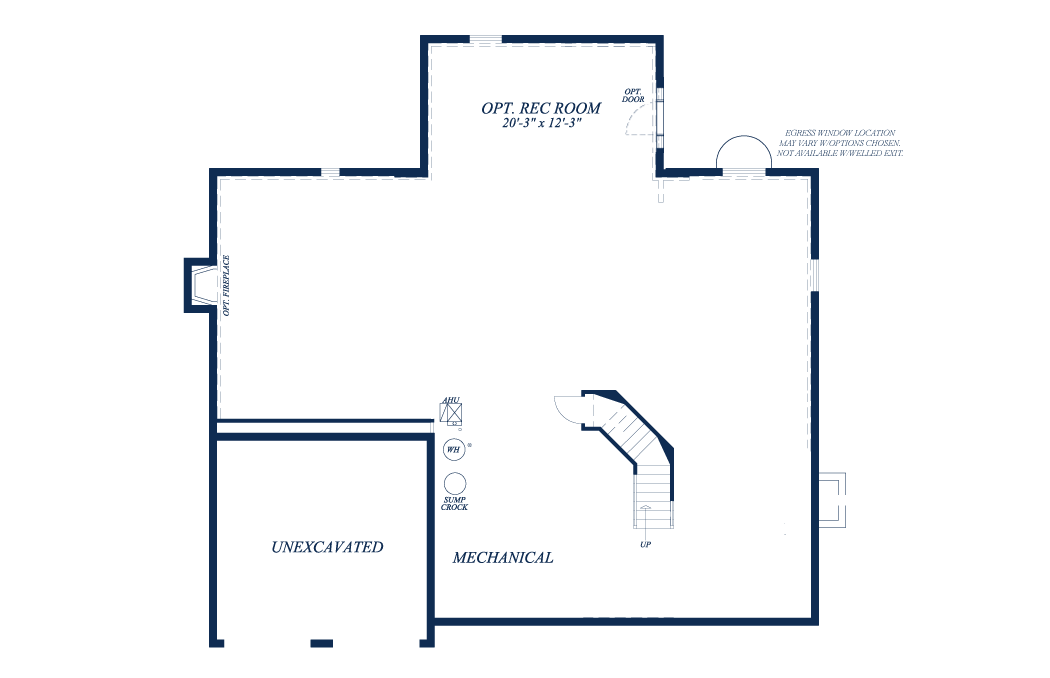 OPT. REC ROOM
20'-3" x 12'-3"
OPT.
DOOR
EGRESS WINDOW LOCATION
MAY VARY W/OPTIONS CHOSEN.
NOT AVAILABLE W/WELLED EXIT.
OPT. FIREPLACE
AHU
WH
SUMP
CROCK
UP
UNEXCAVATED
MECHANICAL